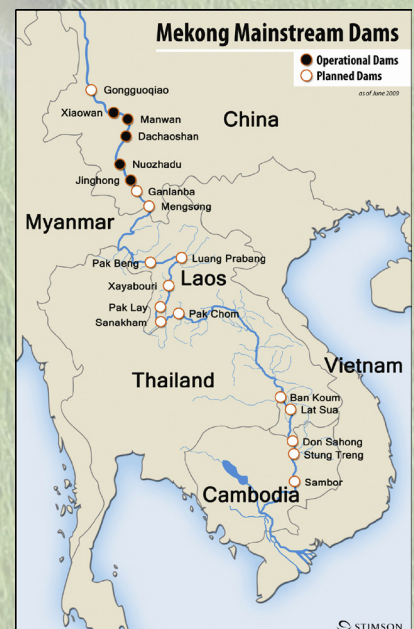 Mekong Mainstream Dams
Operational Dams
Planned Dams
as of June 2009
Gongguoqiao
Xiaowan
Manwan
China
Dachaoshan
Nuozhadu
Jinghong
Ganlanba
Mengsong
Myanmar
Pak Beng
Luang Prabang
Laos
Xayabouri
Pak Lay
Pak Chom
Sanakham
Vietnam
Thailand
Ban Koum
Lat Sua
Don Sahong
Stung Treng
Sambor
Cambodia
STIMSON